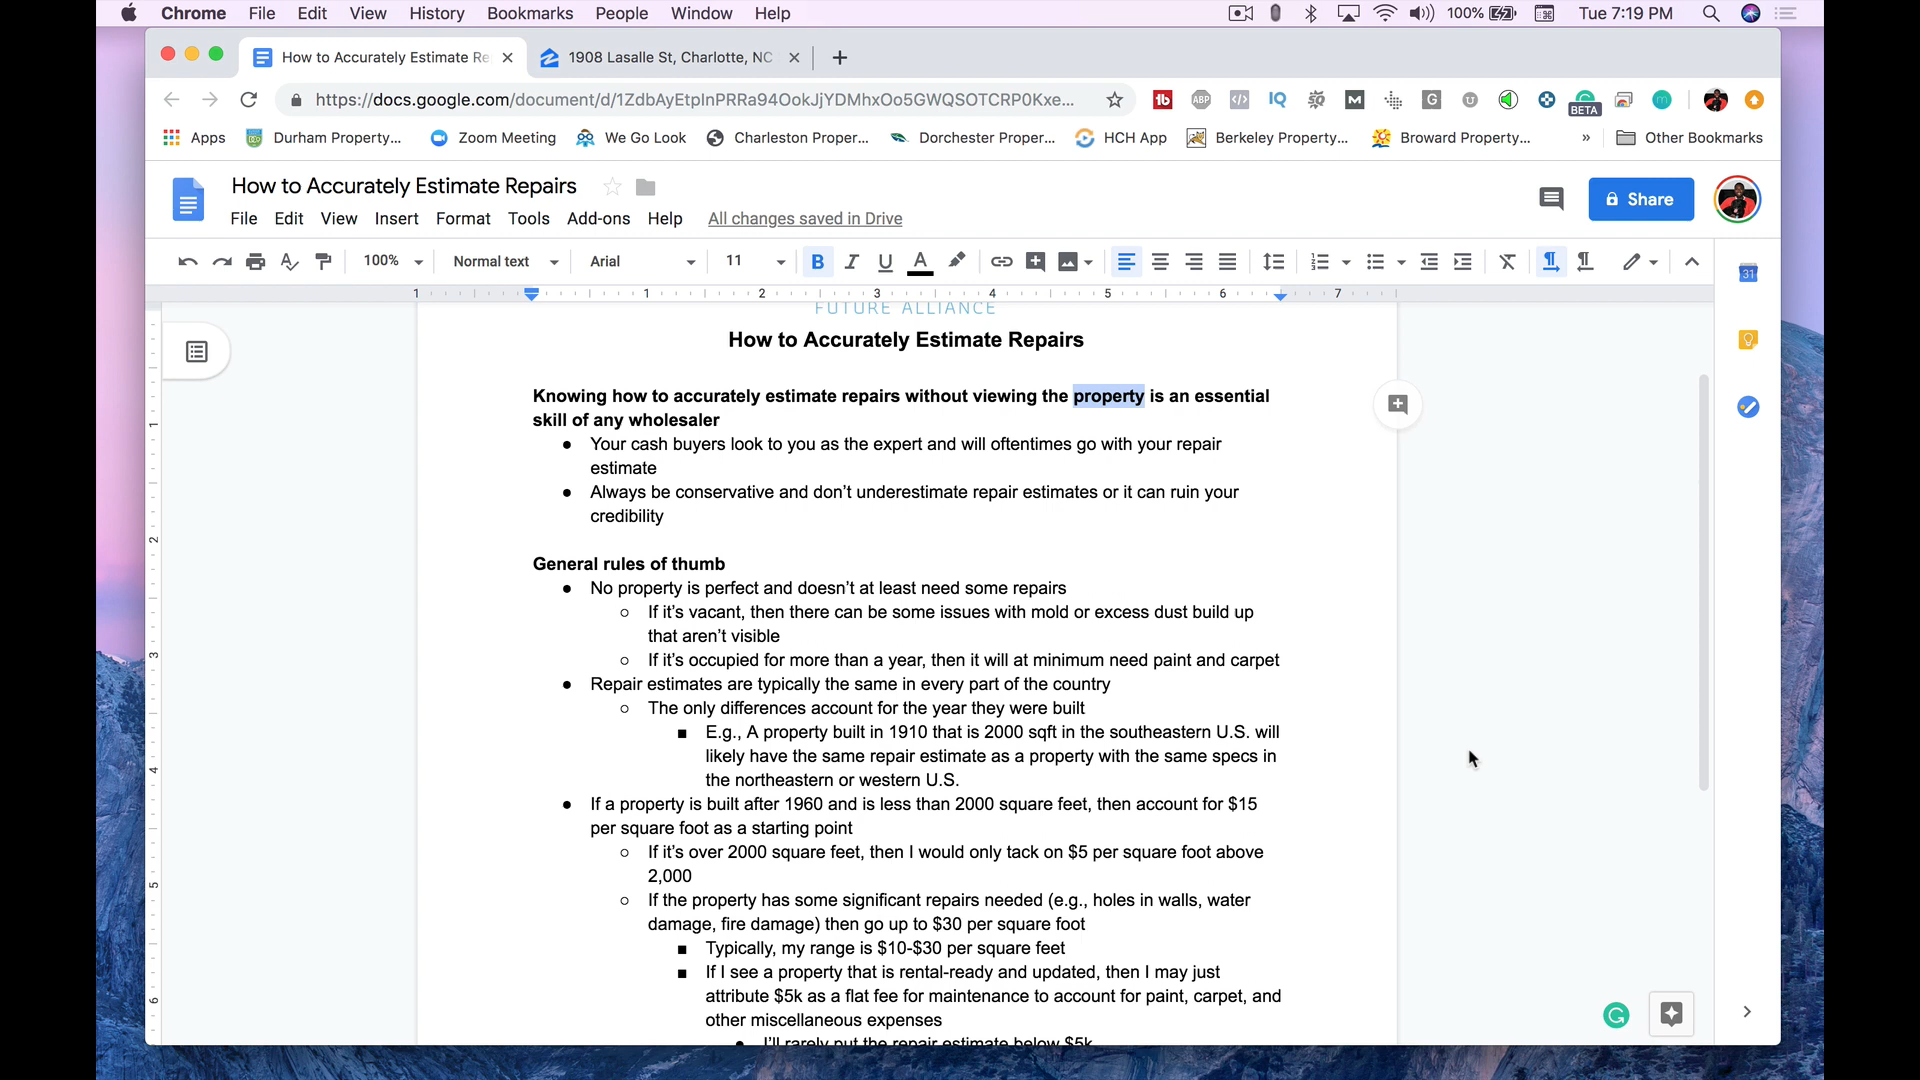 Chrome File Edit View History Bookmarks People Window Help 100% Tue 7:19 PM
How to Accurately Estimate Re 1908 Lasalle St, Charlotte, NC
https://docs.google.com/document/d/1ZdbAyEtpInPRRa94OokJjYDMhxOo5GWQSOTCRP0Kxe...
BETA
Apps Durham Property... Zoom Meeting We Go Look Charleston Proper... Dorchester Proper... HCH App Berkeley Property... Broward Property... » Other Bookmarks
How to Accurately Estimate Repairs
File Edit View Insert Format Tools Add-ons Help All changes saved in Drive
Share
100% Normal text Arial 11
1 1 2 3 4 5 6 7
FUTURE ALLIANCE
How to Accurately Estimate Repairs
Knowing how to accurately estimate repairs without viewing the property is an essential
skill of any wholesaler
● Your cash buyers look to you as the expert and will oftentimes go with your repair
estimate
● Always be conservative and don’t underestimate repair estimates or it can ruin your
credibility
General rules of thumb
● No property is perfect and doesn’t at least need some repairs
○ If it’s vacant, then there can be some issues with mold or excess dust build up
that aren’t visible
○ If it’s occupied for more than a year, then it will at minimum need paint and carpet
● Repair estimates are typically the same in every part of the country
○ The only differences account for the year they were built
■ E.g., A property built in 1910 that is 2000 sqft in the southeastern U.S. will
likely have the same repair estimate as a property with the same specs in
the northeastern or western U.S.
● If a property is built after 1960 and is less than 2000 square feet, then account for $15
per square foot as a starting point
○ If it’s over 2000 square feet, then I would only tack on $5 per square foot above
2,000
○ If the property has some significant repairs needed (e.g., holes in walls, water
damage, fire damage) then go up to $30 per square foot
■ Typically, my range is $10-$30 per square feet
■ If I see a property that is rental-ready and updated, then I may just
attribute $5k as a flat fee for maintenance to account for paint, carpet, and
other miscellaneous expenses
● I’ll rarely put the repair estimate below $5k